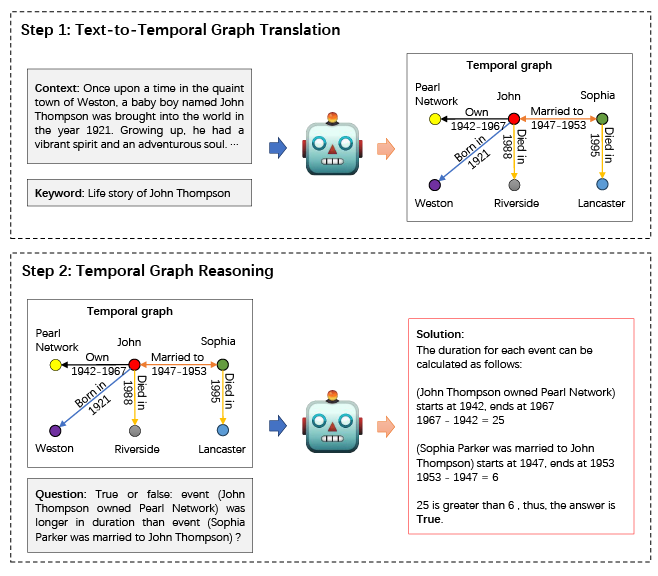 Step 1: Text-to-Temporal Graph Translation
Context: Once upon a time in the quaint
town of Weston, a baby boy named John
Thompson was brought into the world in
the year 1921. Growing up, he had a
vibrant spirit and an adventurous soul. ···
Keyword: Life story of John Thompson
Temporal graph
Pearl
Network
John
Sophia
Own
1942-1967
Married to
1947-1953
Born in
1921
Died in
1988
Died in
1995
Weston
Riverside
Lancaster
Step 2: Temporal Graph Reasoning
Temporal graph
Pearl
Network
John
Sophia
Own
1942-1967
Married to
1947-1953
Born in
1921
Died in
1988
Died in
1995
Weston
Riverside
Lancaster
Question: True or false: event (John
Thompson owned Pearl Network) was
longer in duration than event (Sophia
Parker was married to John Thompson) ?
Solution:
The duration for each event can be
calculated as follows:
(John Thompson owned Pearl Network)
starts at 1942, ends at 1967
1967 - 1942 = 25
(Sophia Parker was married to John
Thompson) starts at 1947, ends at 1953
1953 - 1947 = 6
25 is greater than 6 , thus, the answer is
True.